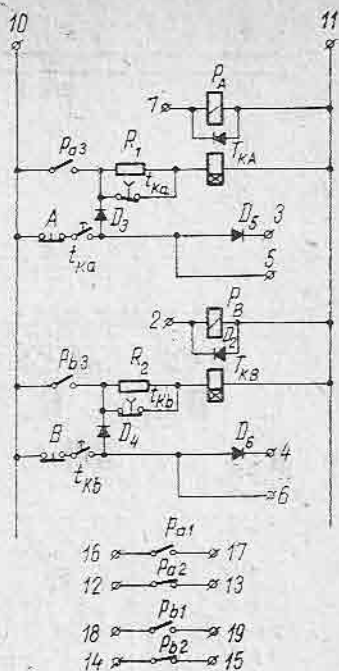 10 11
P_A
1
P_a3 R_1 T_KA
t_ka
A D_3 D_5 3
t_ka
5
P_B
2
D_2
P_b3 R_2 T_KB
t_kb
B D_4 D_6 4
t_kb
6
16 P_a1 17
12 P_a2 13
18 P_b1 19
14 P_b2 15